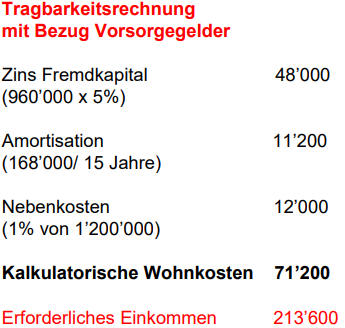 Tragbarkeitsrechnung
mit Bezug Vorsorgegelder
Zins Fremdkapital 48’000
(960’000 x 5%)
Amortisation 11’200
(168’000/ 15 Jahre)
Nebenkosten 12’000
(1% von 1’200’000)
Kalkulatorische Wohnkosten 71’200
Erforderliches Einkommen 213’600